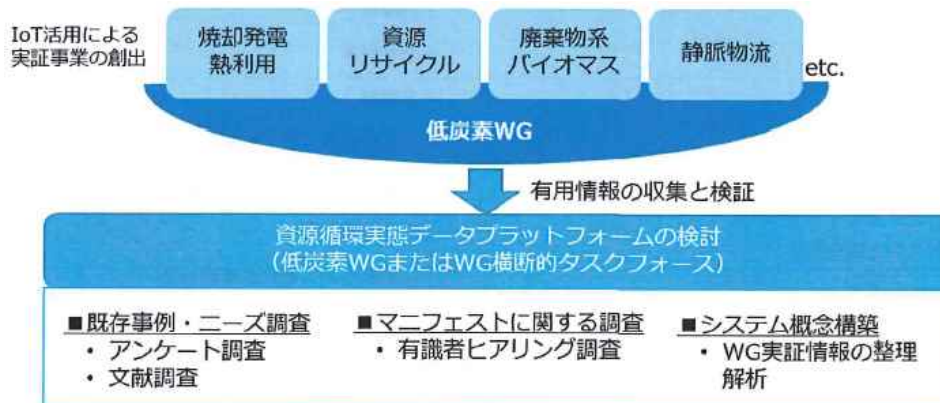 IoT活用による
実証事業の創出
焼却発電
熱利用
資源
リサイクル
廃棄物系
バイオマス
静脈物流
etc.
低炭素WG
有用情報の収集と検証
資源循環実態データプラットフォームの検討
（低炭素WGまたはWG横断的タスクフォース）
■既存事例・ニーズ調査
・ アンケート調査
・ 文献調査
■マニフェストに関する調査
・ 有識者ヒアリング調査
■システム概念構築
・ WG実証情報の整理
解析